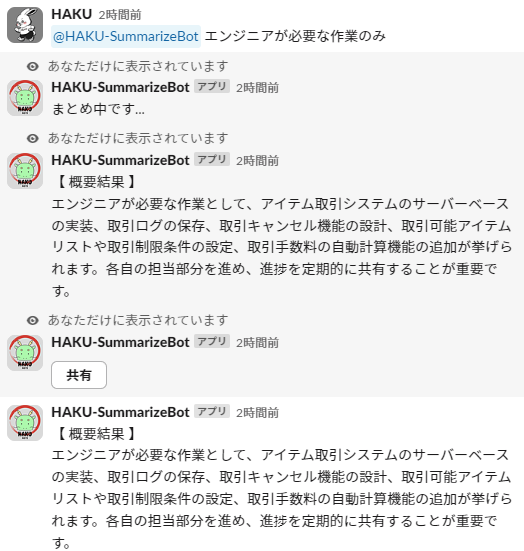 HAKU 2時間前
@HAKU-SummarizeBot エンジニアが必要な作業のみ
あなただけに表示されています
HAKU-SummarizeBot アプリ 2時間前
まとめ中です...
あなただけに表示されています
HAKU-SummarizeBot アプリ 2時間前
【 概要結果 】
エンジニアが必要な作業として、アイテム取引システムのサーバーベース
の実装、取引ログの保存、取引キャンセル機能の設計、取引可能アイテム
リストや取引制限条件の設定、取引手数料の自動計算機能の追加が挙げら
れます。各自の担当部分を進め、進捗を定期的に共有することが重要で
す。
あなただけに表示されています
HAKU-SummarizeBot アプリ 2時間前
共有
HAKU-SummarizeBot アプリ 2時間前
【 概要結果 】
エンジニアが必要な作業として、アイテム取引システムのサーバーベース
の実装、取引ログの保存、取引キャンセル機能の設計、取引可能アイテム
リストや取引制限条件の設定、取引手数料の自動計算機能の追加が挙げら
れます。各自の担当部分を進め、進捗を定期的に共有することが重要で
す。